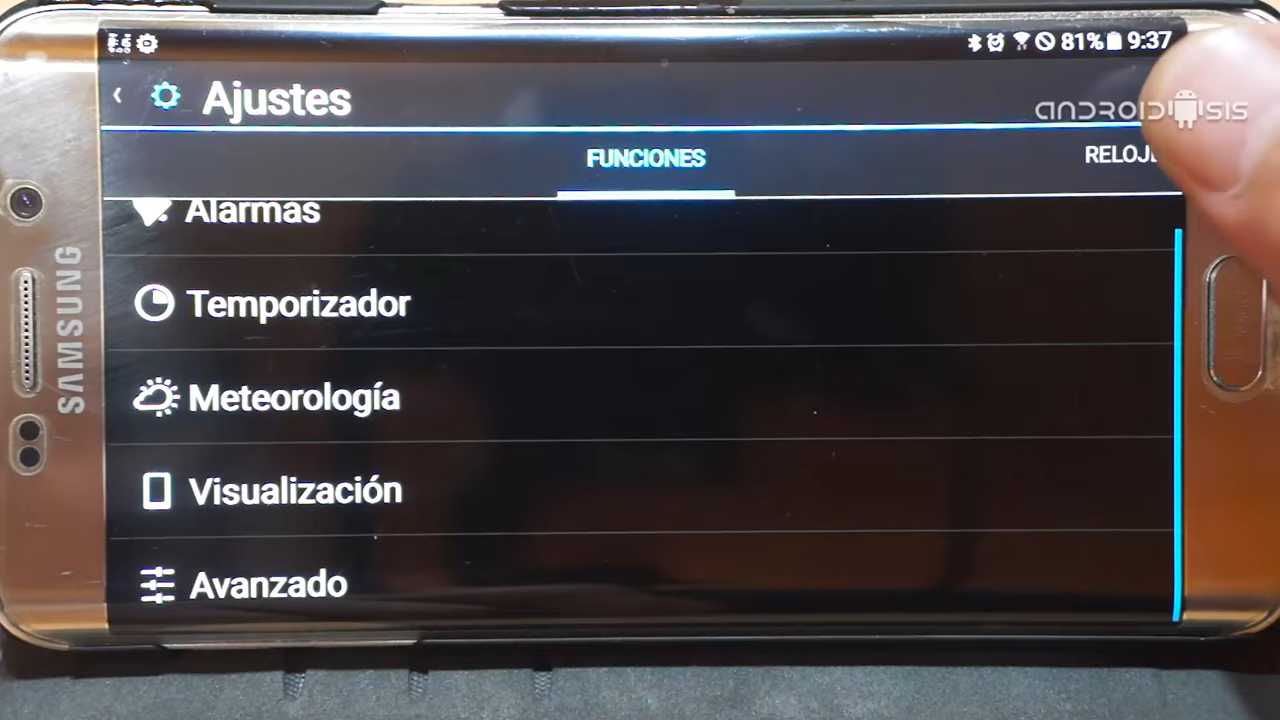 81% 9:37
Ajustes
ANDROIDSIS
FUNCIONES
Alarmas
Temporizador
Meteorología
Visualización
Avanzado
SAMSUNG